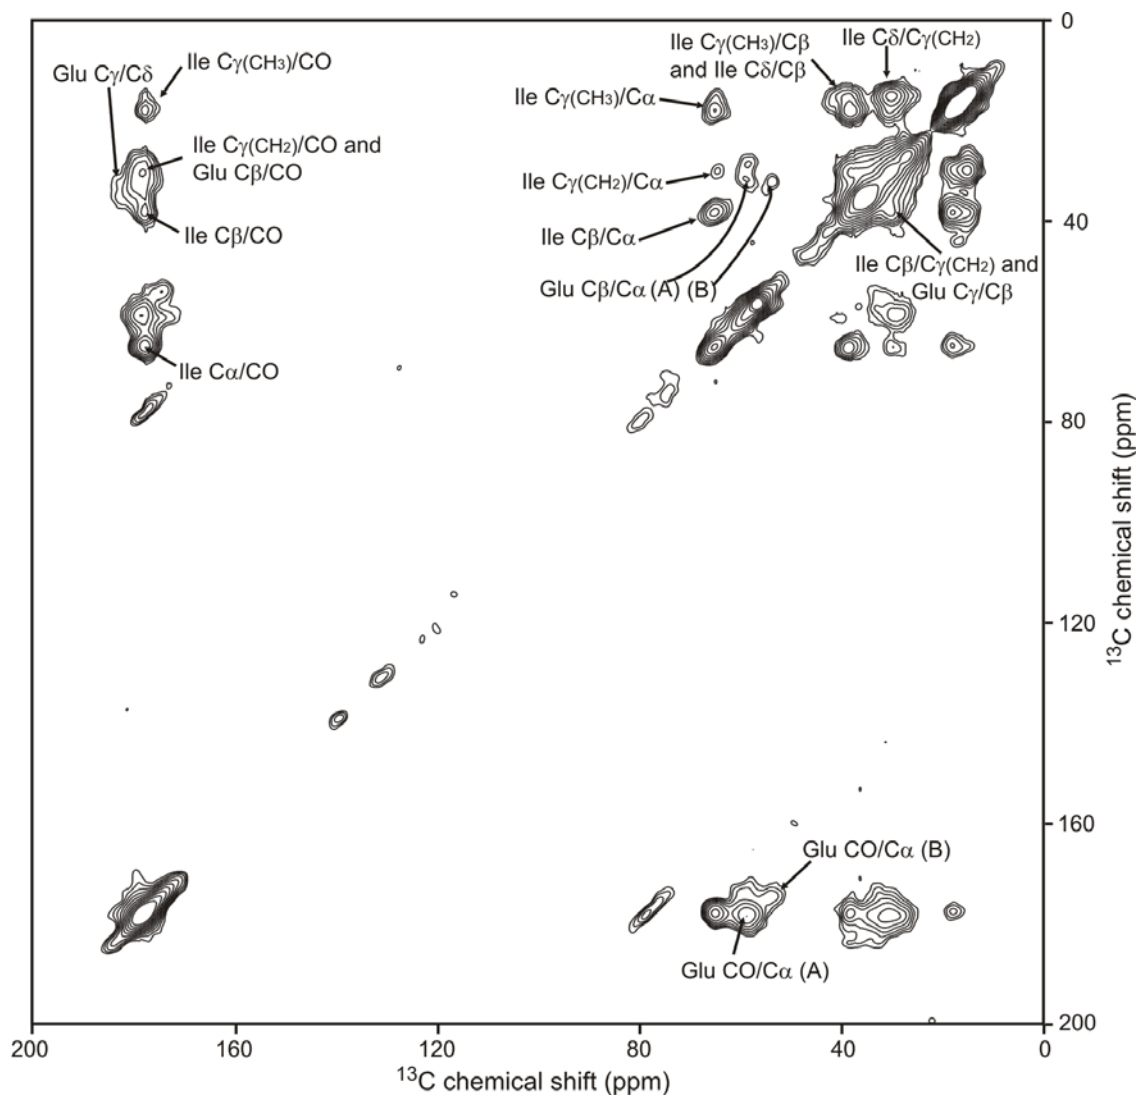 0
Ile Cγ(CH3)/CO
Glu Cγ/Cδ
Ile Cγ(CH3)/Cβ
and Ile Cδ/Cβ
Ile Cδ/Cγ(CH2)
Ile Cγ(CH3)/Cα
Ile Cγ(CH2)/CO and
Glu Cβ/CO
Ile Cγ(CH2)/Cα
40
Ile Cβ/CO
Ile Cβ/Cα
Ile Cβ/Cγ(CH2) and
Glu Cγ/Cβ
Glu Cβ/Cα (A) (B)
Ile Cα/CO
80
120
13C chemical shift (ppm)
160
Glu CO/Cα (B)
Glu CO/Cα (A)
200
200 160 120 80 40 0
13C chemical shift (ppm)